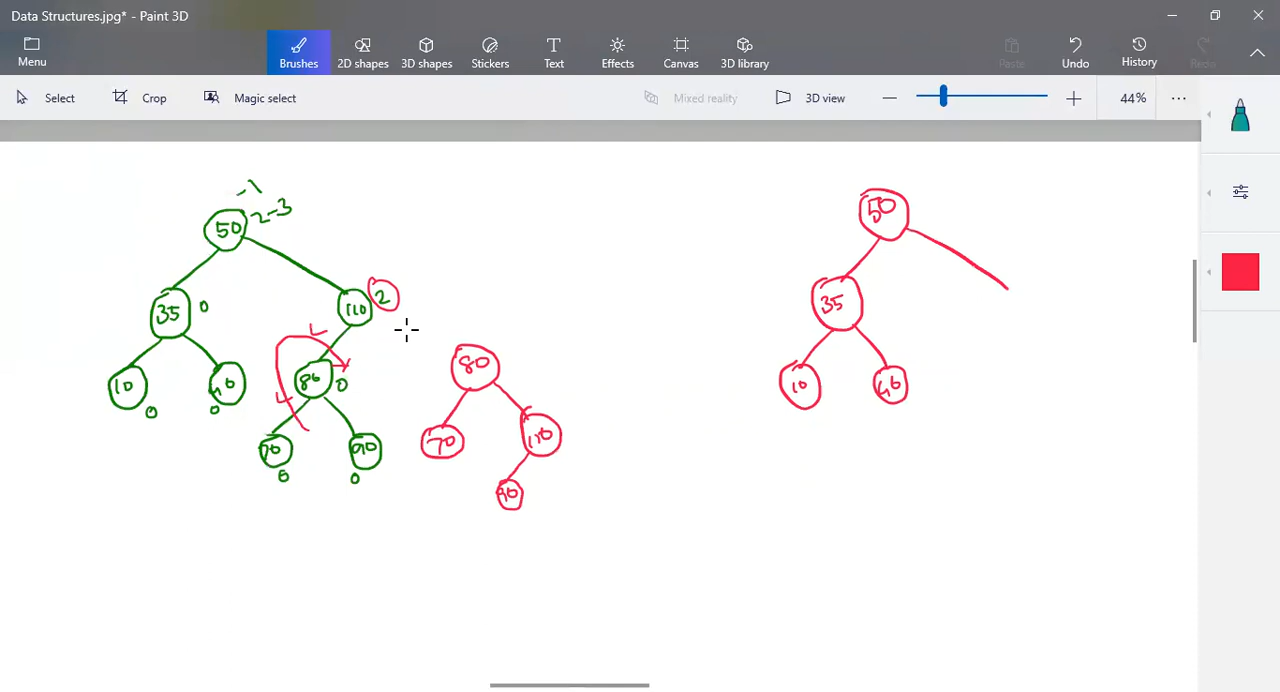 Data Structures.jpg* - Paint 3D
Menu
Brushes
2D shapes
3D shapes
Stickers
Text
Effects
Canvas
3D library
Paste
Undo
History
Redo
Select
Crop
Magic select
Mixed reality
3D view
44%
-1
50 2-3
35 0
110 2
10 0
40 0
80 0
70 0
90 0
80
70
110
90
50
35
10
40